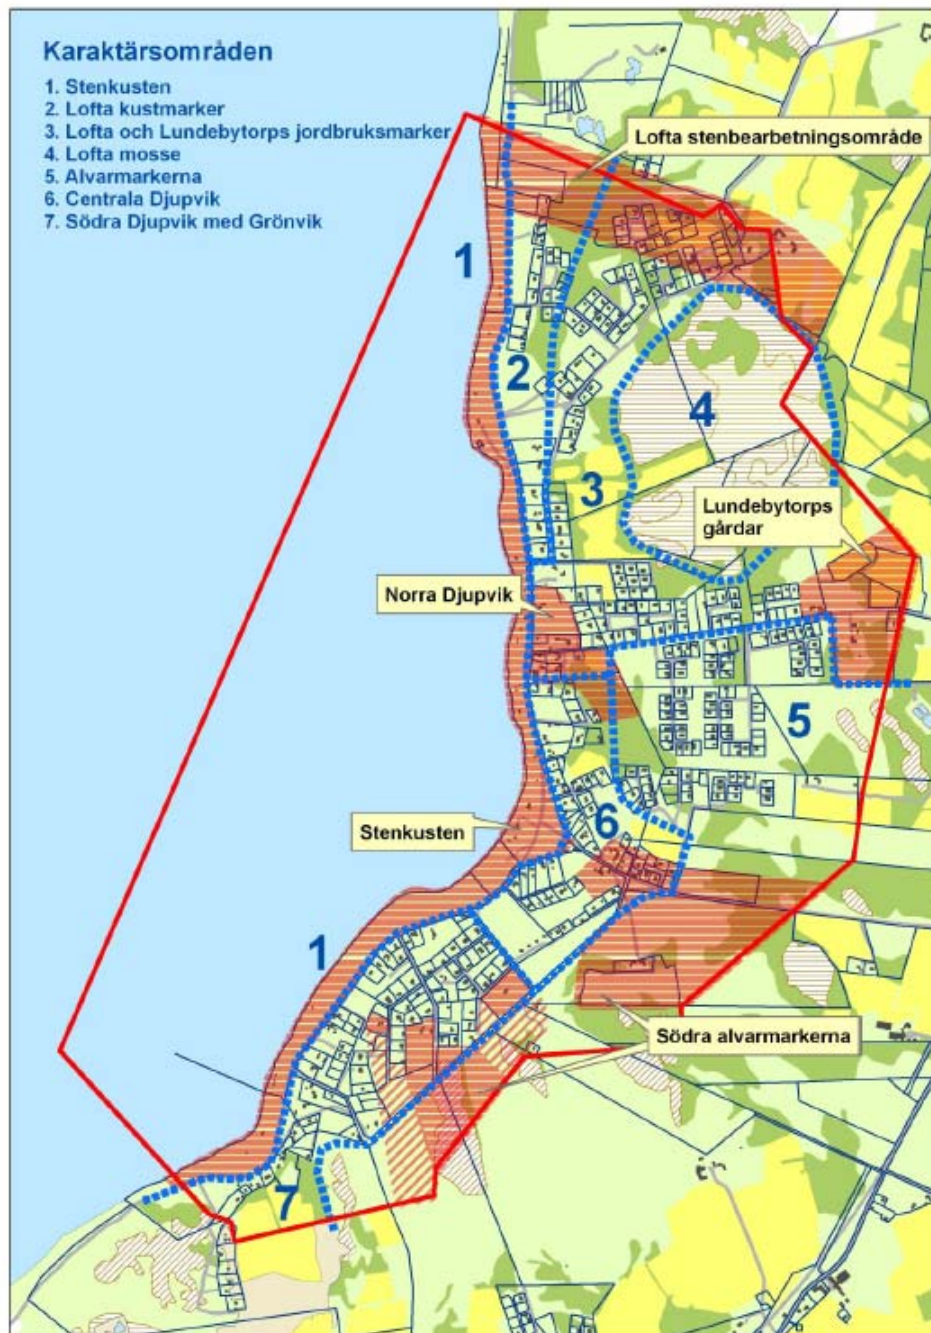 Karaktärsområden
1. Stenkusten
2. Lofta kustmarker
3. Lofta och Lundebytorps jordbruksmarker
4. Lofta mosse
5. Alvarmarkerna
6. Centrala Djupvik
7. Södra Djupvik med Grönvik
Lofta stenbearbetningsområde
1
2
4
3
Lundebytorps
gårdar
Norra Djupvik
5
Stenkusten
6
1
Södra alvarmarkerna
7